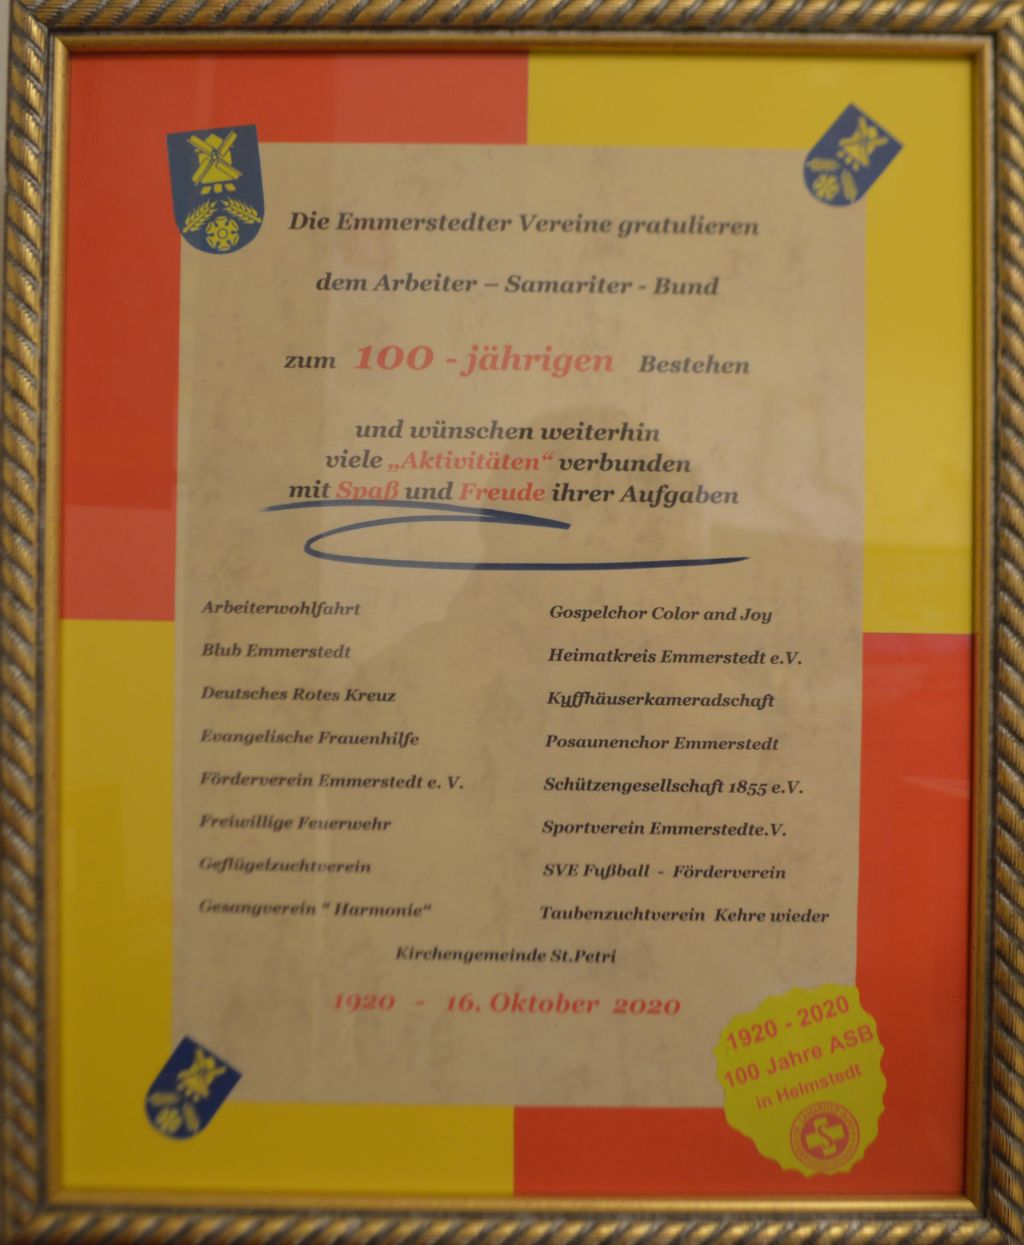 Die Emmerstedter Vereine gratulieren
dem Arbeiter – Samariter - Bund
zum 100 - jährigen Bestehen
und wünschen weiterhin
viele „Aktivitäten“ verbunden
mit Spaß und Freude ihrer Aufgaben
Arbeiterwohlfahrt
Blub Emmerstedt
Deutsches Rotes Kreuz
Evangelische Frauenhilfe
Förderverein Emmerstedt e. V.
Freiwillige Feuerwehr
Geflügelzuchtverein
Gesangverein “ Harmonie“
Gospelchor Color and Joy
Heimatkreis Emmerstedt e.V.
Kyffhäuserkameradschaft
Posaunenchor Emmerstedt
Schützengesellschaft 1855 e.V.
Sportverein Emmerstedte.V.
SVE Fußball - Förderverein
Taubenzuchtverein Kehre wieder
Kirchengemeinde St.Petri
1920 - 16. Oktober 2020
1920 - 2020
100 Jahre ASB
in Helmstedt